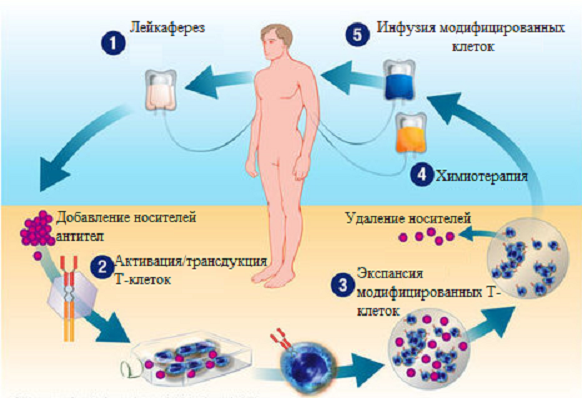 1
Лейкаферез
5
Инфузия модифицированных
клеток
4
Химиотерапия
Добавление носителей
антител
Удаление носителей
2
Активация/трансдукция
Т-клеток
3
Экспансия
модифицированных Т-
клеток